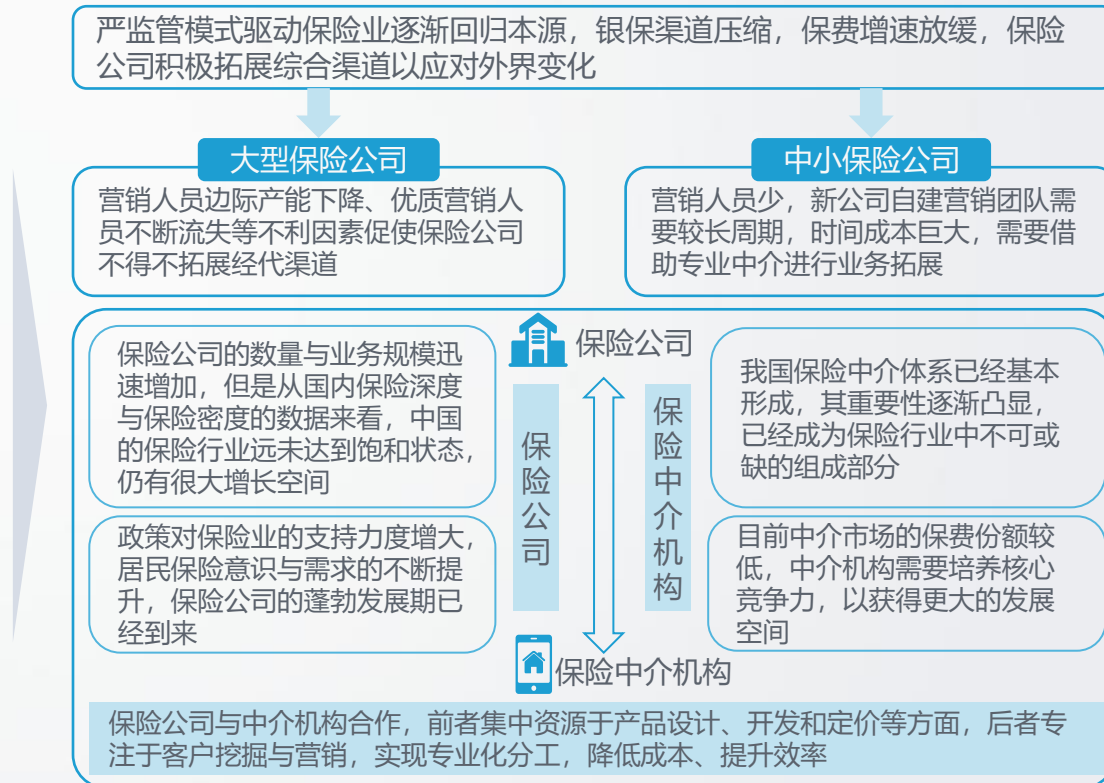 严监管模式驱动保险业逐渐回归本源，银保渠道压缩，保费增速放缓，保险
公司积极拓展综合渠道以应对外界变化
大型保险公司
营销人员边际产能下降、优质营销人
员不断流失等不利因素促使保险公司
不得不拓展经代渠道
中小保险公司
营销人员少，新公司自建营销团队需
要较长周期，时间成本巨大，需要借
助专业中介进行业务拓展
保险公司的数量与业务规模迅
速增加，但是从国内保险深度
与保险密度的数据来看，中国
的保险行业远未达到饱和状态，
仍有很大增长空间
政策对保险业的支持力度增大，
居民保险意识与需求的不断提
升，保险公司的蓬勃发展期已
经到来
保险公司
保险公司
保险中介机构
保险中介机构
我国保险中介体系已经基本
形成，其重要性逐渐凸显，
已经成为保险行业中不可或
缺的组成部分
目前中介市场的保费份额较
低，中介机构需要培养核心
竞争力，以获得更大的发展
空间
保险公司与中介机构合作，前者集中资源于产品设计、开发和定价等方面，后者专
注于客户挖掘与营销，实现专业化分工，降低成本、提升效率